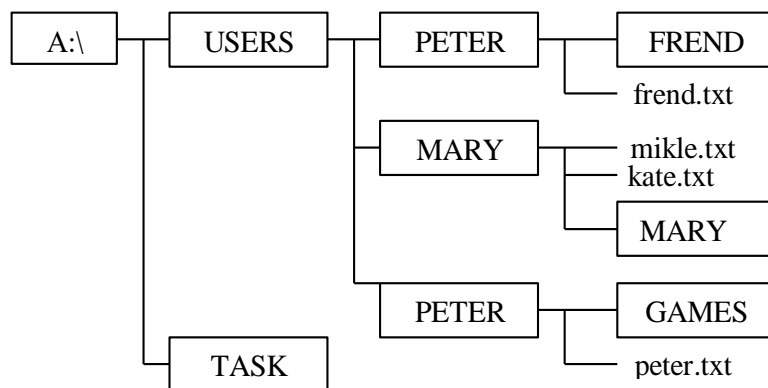 A:\ USERS PETER FREND
frend.txt
MARY mikle.txt
kate.txt
MARY
PETER GAMES
TASK peter.txt